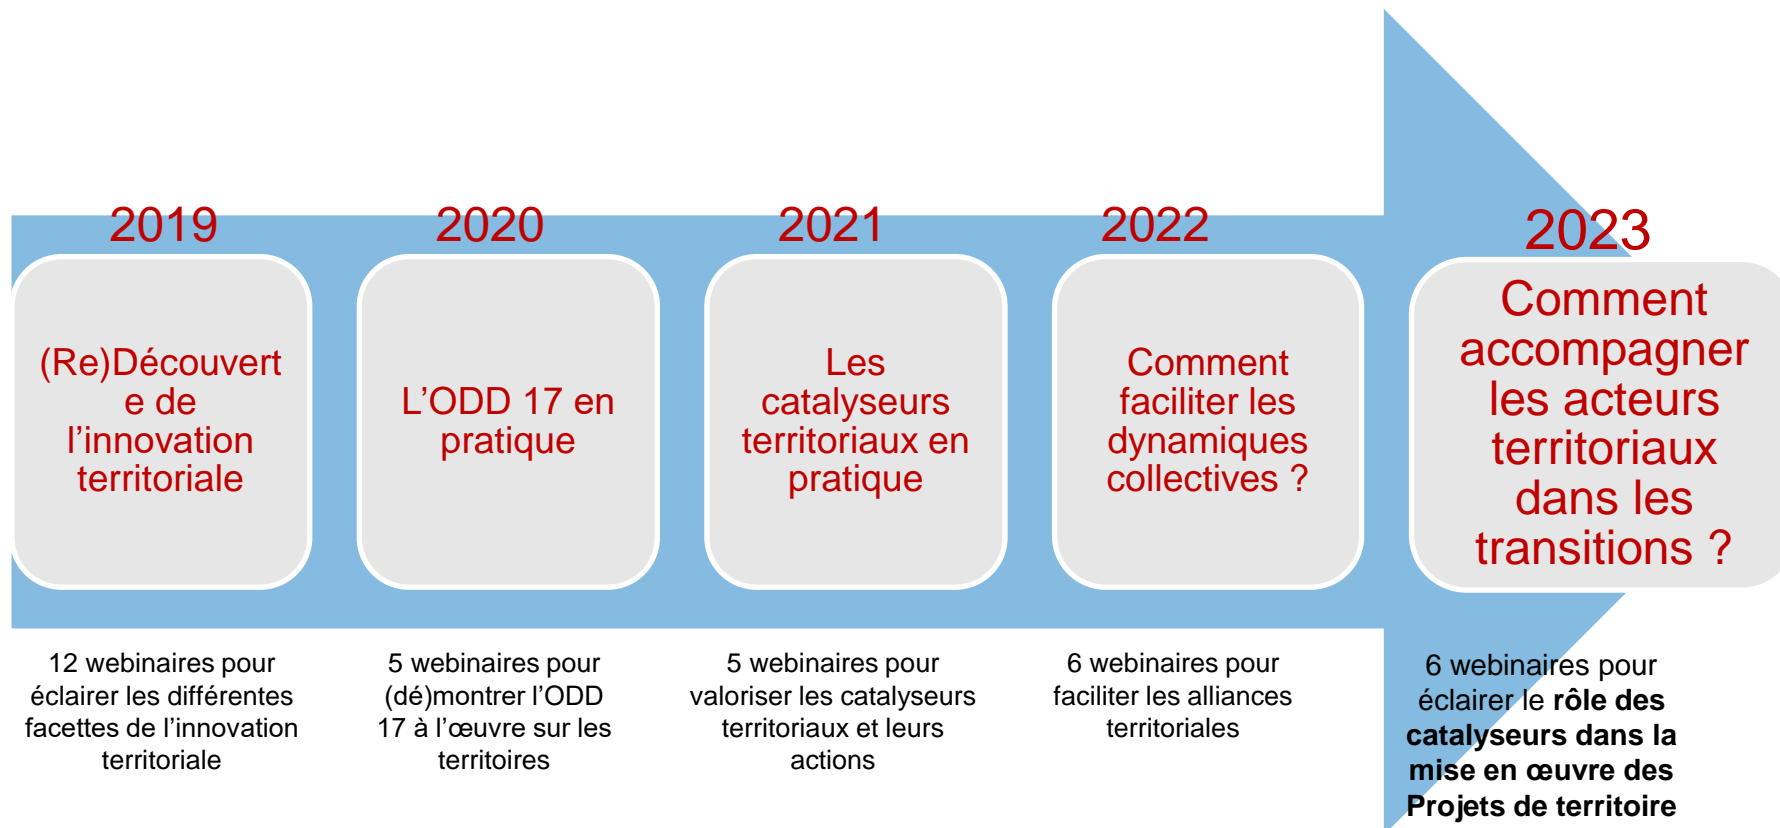 2019
(Re)Découvert
e de
l’innovation
territoriale
12 webinaires pour
éclairer les différentes
facettes de l’innovation
territoriale
2020
L’ODD 17 en
pratique
5 webinaires pour
(dé)montrer l’ODD
17 à l’œuvre sur les
territoires
2021
Les
catalyseurs
territoriaux en
pratique
5 webinaires pour
valoriser les catalyseurs
territoriaux et leurs
actions
2022
Comment
faciliter les
dynamiques
collectives ?
6 webinaires pour
faciliter les alliances
territoriales
2023
Comment
accompagner
les acteurs
territoriaux
dans les
transitions ?
6 webinaires pour
éclairer le rôle des
catalyseurs dans la
mise en œuvre des
Projets de territoire